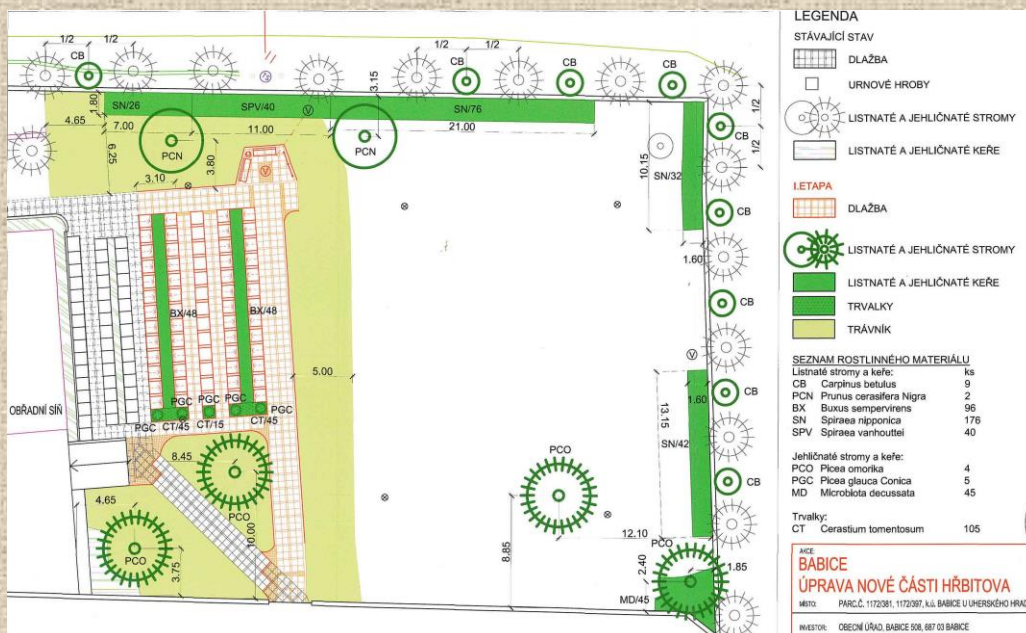 1/2 1/2 1/2 1/2
CB CB CB CB
3.15
1.80 SN/26 SPV/40 SN/76
4.65 7.00 11.00 21.00
1/2
CB
1/2
PCN PCN
6.25 3.80 10.15 SN/32
3.10
CB
1.60
BX/48 BX/48
CB
5.00
1.60
CB
13.15
OBŘADNÍ SÍŇ
PGC PGC PGC
PGC CT/45 CT/15 CT/45 PGC
SN/42
8.45
PCO
CB
4.65
PCO
10.00
12.10
PCO
8.85
PCO
3.75
2.40 1.85
MD/45
LEGENDA
STÁVAJÍCÍ STAV
DLAŽBA
URNOVÉ HROBY
LISTNATÉ A JEHLIČNATÉ STROMY
LISTNATÉ A JEHLIČNATÉ KEŘE
I.ETAPA
DLAŽBA
LISTNATÉ A JEHLIČNATÉ STROMY
LISTNATÉ A JEHLIČNATÉ KEŘE
TRVALKY
TRÁVNÍK
SEZNAM ROSTLINNÉHO MATERIÁLU
Listnaté stromy a keře: ks
CB Carpinus betulus 9
PCN Prunus cerasifera Nigra 2
BX Buxus sempervirens 96
SN Spiraea nipponica 176
SPV Spiraea vanhouttei 40
Jehličnaté stromy a keře:
PCO Picea omorika 4
PGC Picea glauca Conica 5
MD Microbiota decussata 45
Trvalky:
CT Cerastium tomentosum 105
AKCE:
BABICE
ÚPRAVA NOVÉ ČÁSTI HŘBITOVA
MÍSTO: PARC.Č. 1172/381, 1172/397, k.ú. BABICE U UHERSKÉHO HRAD
INVESTOR: OBECNÍ ÚŘAD, BABICE 508, 687 03 BABICE